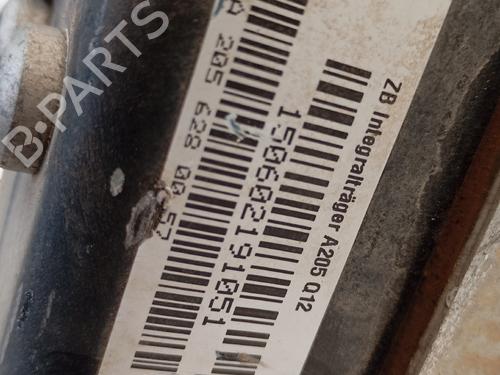 ZB Integralträger A205 Q12
150602191051
A 205 628 00 57
B-PARTS